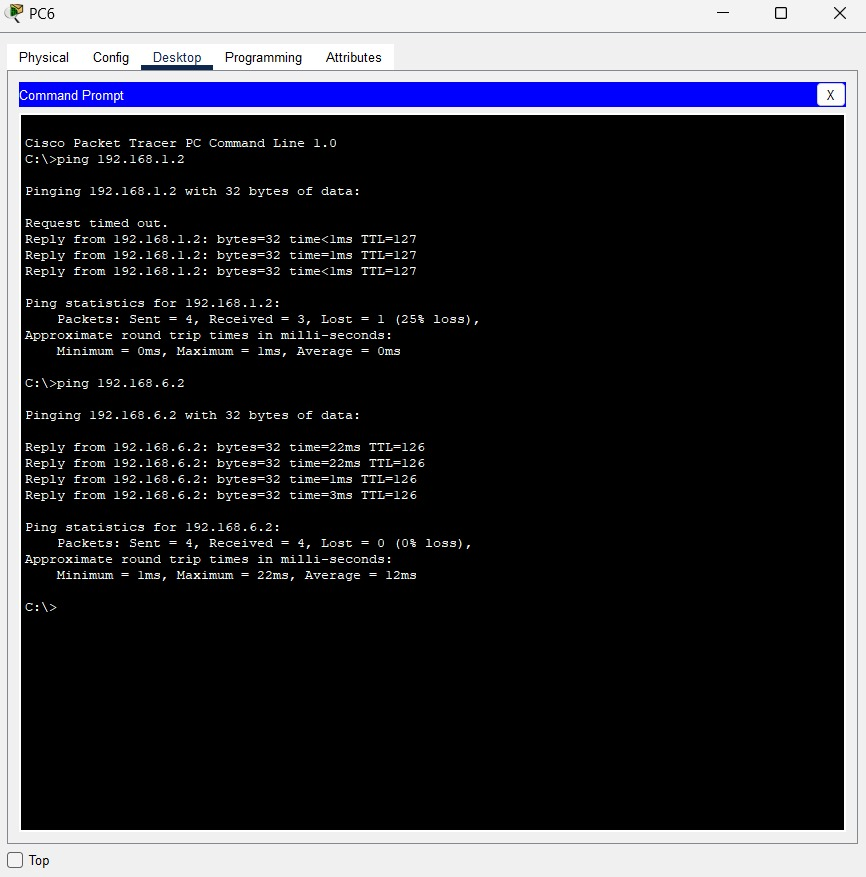 PC6
Physical Config Desktop Programming Attributes
Command Prompt
X
Cisco Packet Tracer PC Command Line 1.0
C:\>ping 192.168.1.2
Pinging 192.168.1.2 with 32 bytes of data:
Request timed out.
Reply from 192.168.1.2: bytes=32 time<1ms TTL=127
Reply from 192.168.1.2: bytes=32 time=1ms TTL=127
Reply from 192.168.1.2: bytes=32 time<1ms TTL=127
Ping statistics for 192.168.1.2:
    Packets: Sent = 4, Received = 3, Lost = 1 (25% loss),
Approximate round trip times in milli-seconds:
    Minimum = 0ms, Maximum = 1ms, Average = 0ms
C:\>ping 192.168.6.2
Pinging 192.168.6.2 with 32 bytes of data:
Reply from 192.168.6.2: bytes=32 time=22ms TTL=126
Reply from 192.168.6.2: bytes=32 time=22ms TTL=126
Reply from 192.168.6.2: bytes=32 time=1ms TTL=126
Reply from 192.168.6.2: bytes=32 time=3ms TTL=126
Ping statistics for 192.168.6.2:
    Packets: Sent = 4, Received = 4, Lost = 0 (0% loss),
Approximate round trip times in milli-seconds:
    Minimum = 1ms, Maximum = 22ms, Average = 12ms
C:\>
Top